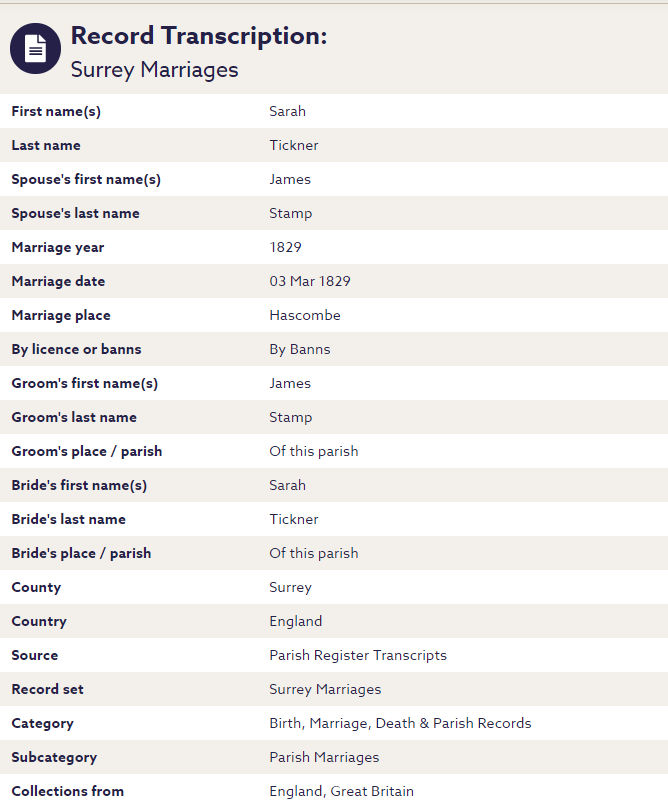 Record Transcription:
Surrey Marriages
First name(s) Sarah
Last name Tickner
Spouse's first name(s) James
Spouse's last name Stamp
Marriage year 1829
Marriage date 03 Mar 1829
Marriage place Hascombe
By licence or banns By Banns
Groom's first name(s) James
Groom's last name Stamp
Groom's place / parish Of this parish
Bride's first name(s) Sarah
Bride's last name Tickner
Bride's place / parish Of this parish
County Surrey
Country England
Source Parish Register Transcripts
Record set Surrey Marriages
Category Birth, Marriage, Death & Parish Records
Subcategory Parish Marriages
Collections from England, Great Britain